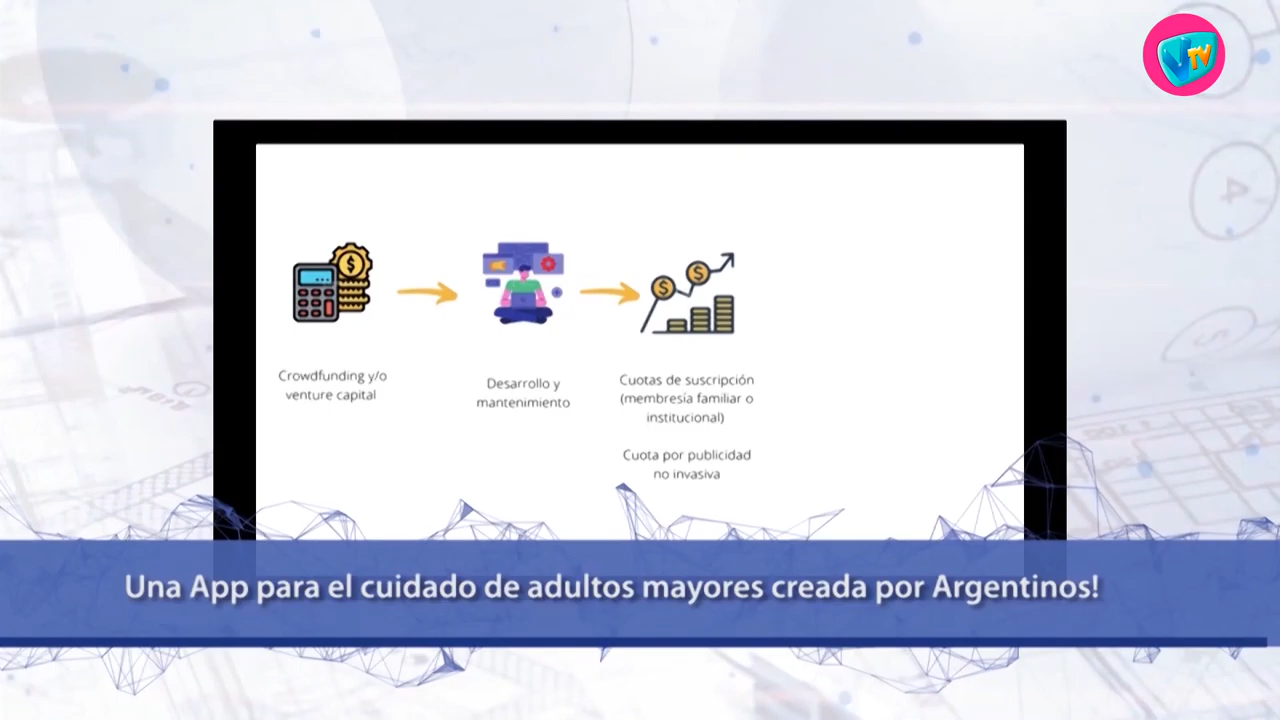 TV
Crowdfunding y/o
venture capital
Desarrollo y
mantenimiento
Cuotas de suscripción
(membresía familiar o
institucional)
Cuota por publicidad
no invasiva
Una App para el cuidado de adultos mayores creada por Argentinos!